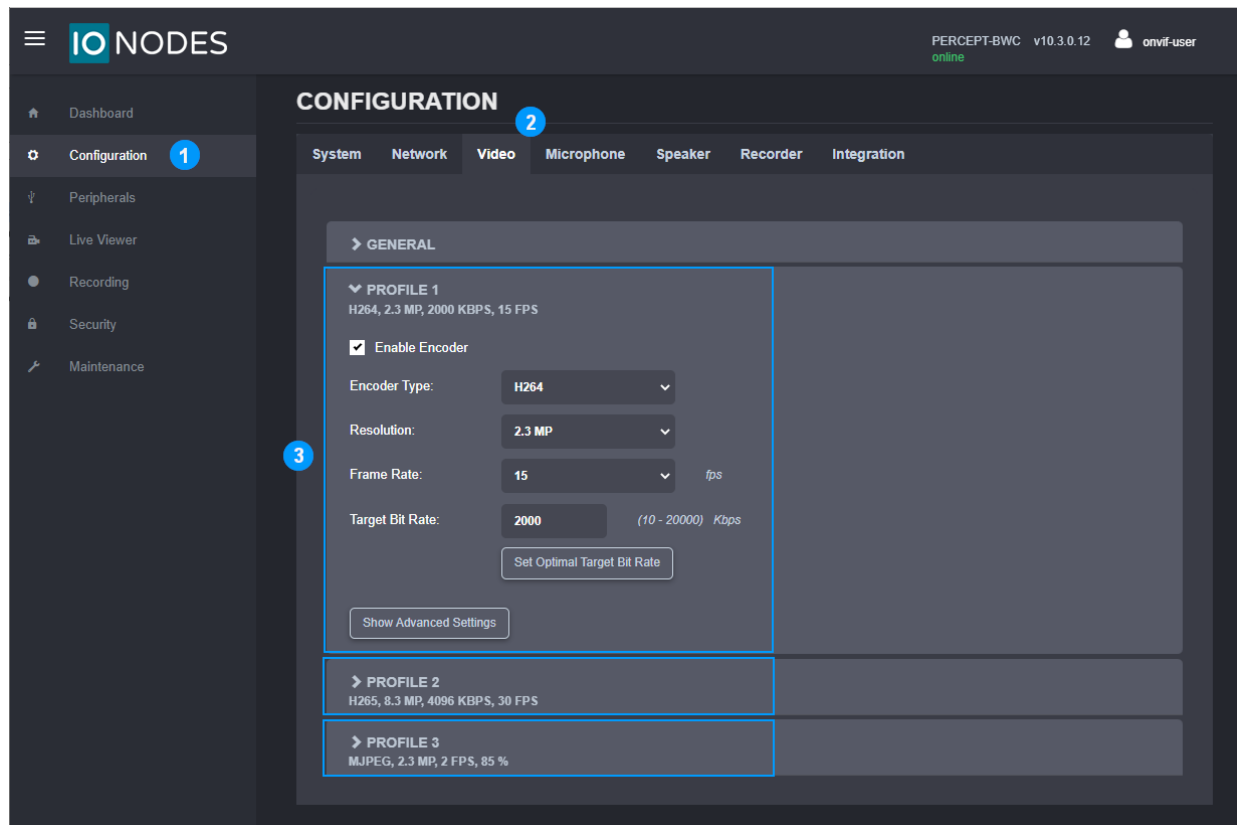 IONODES
PERCEPT-BWC v10.3.0.12 onvif-user
online
Dashboard
Configuration 1
Peripherals
Live Viewer
Recording
Security
Maintenance
CONFIGURATION
2
System Network Video Microphone Speaker Recorder Integration
GENERAL
3
PROFILE 1
H264, 2.3 MP, 2000 KBPS, 15 FPS
Enable Encoder
Encoder Type: H264
Resolution: 2.3 MP
Frame Rate: 15 fps
Target Bit Rate: 2000 (10 - 20000) Kbps
Set Optimal Target Bit Rate
Show Advanced Settings
PROFILE 2
H265, 8.3 MP, 4096 KBPS, 30 FPS
PROFILE 3
MJPEG, 2.3 MP, 2 FPS, 85 %